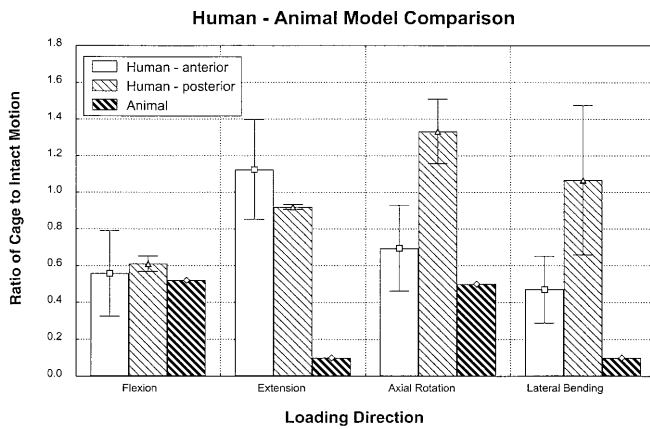 Human - Animal Model Comparison
1.8
1.6
1.4
1.2
1.0
0.8
0.6
0.4
0.2
0.0
Ratio of Cage to Intact Motion
Human - anterior
Human - posterior
Animal
Flexion
Extension
Axial Rotation
Lateral Bending
Loading Direction